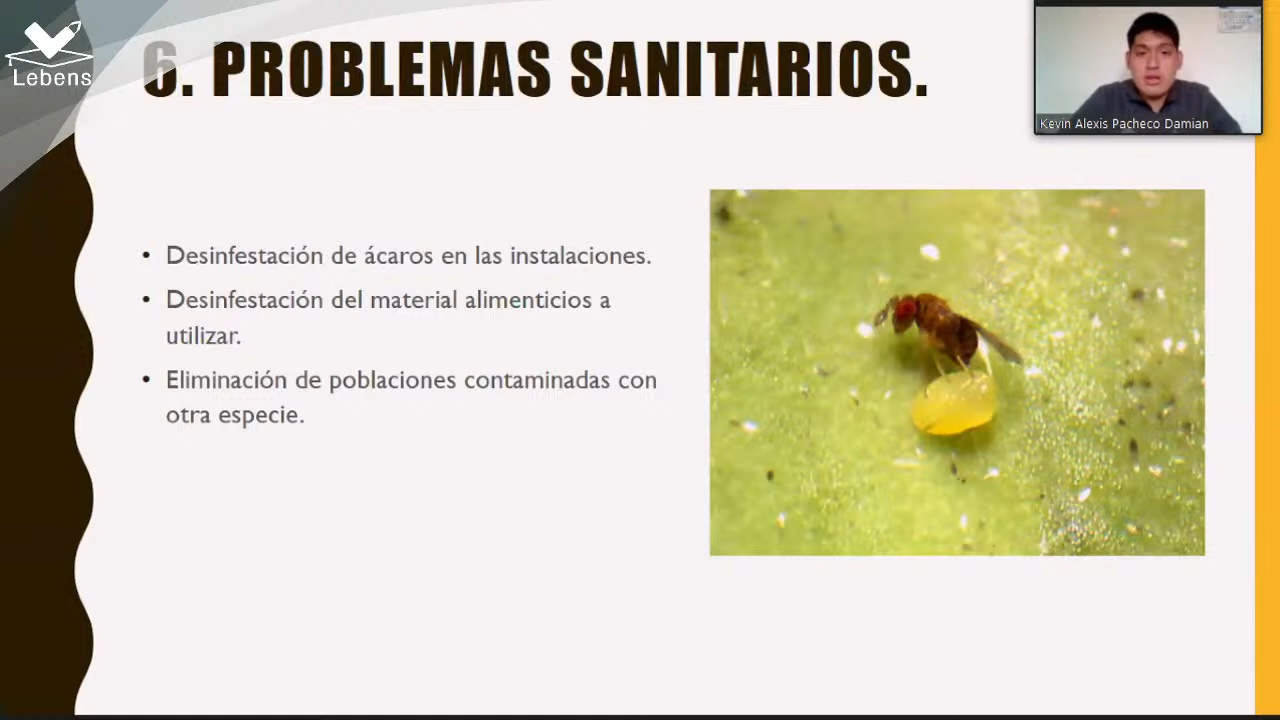 Lebens
6. PROBLEMAS SANITARIOS.
Kevin Alexis Pacheco Damian
• Desinfestación de ácaros en las instalaciones.
• Desinfestación del material alimenticios a
utilizar.
• Eliminación de poblaciones contaminadas con
otra especie.